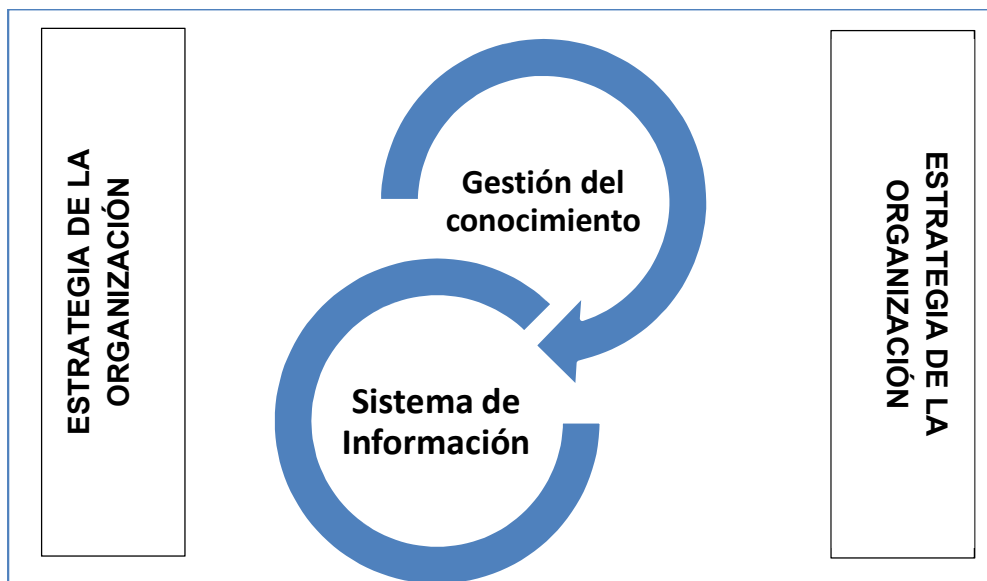 ESTRATEGIA DE LA
ORGANIZACIÓN
Gestión del
conocimiento
Sistema de
Información
ESTRATEGIA DE LA
ORGANIZACIÓN